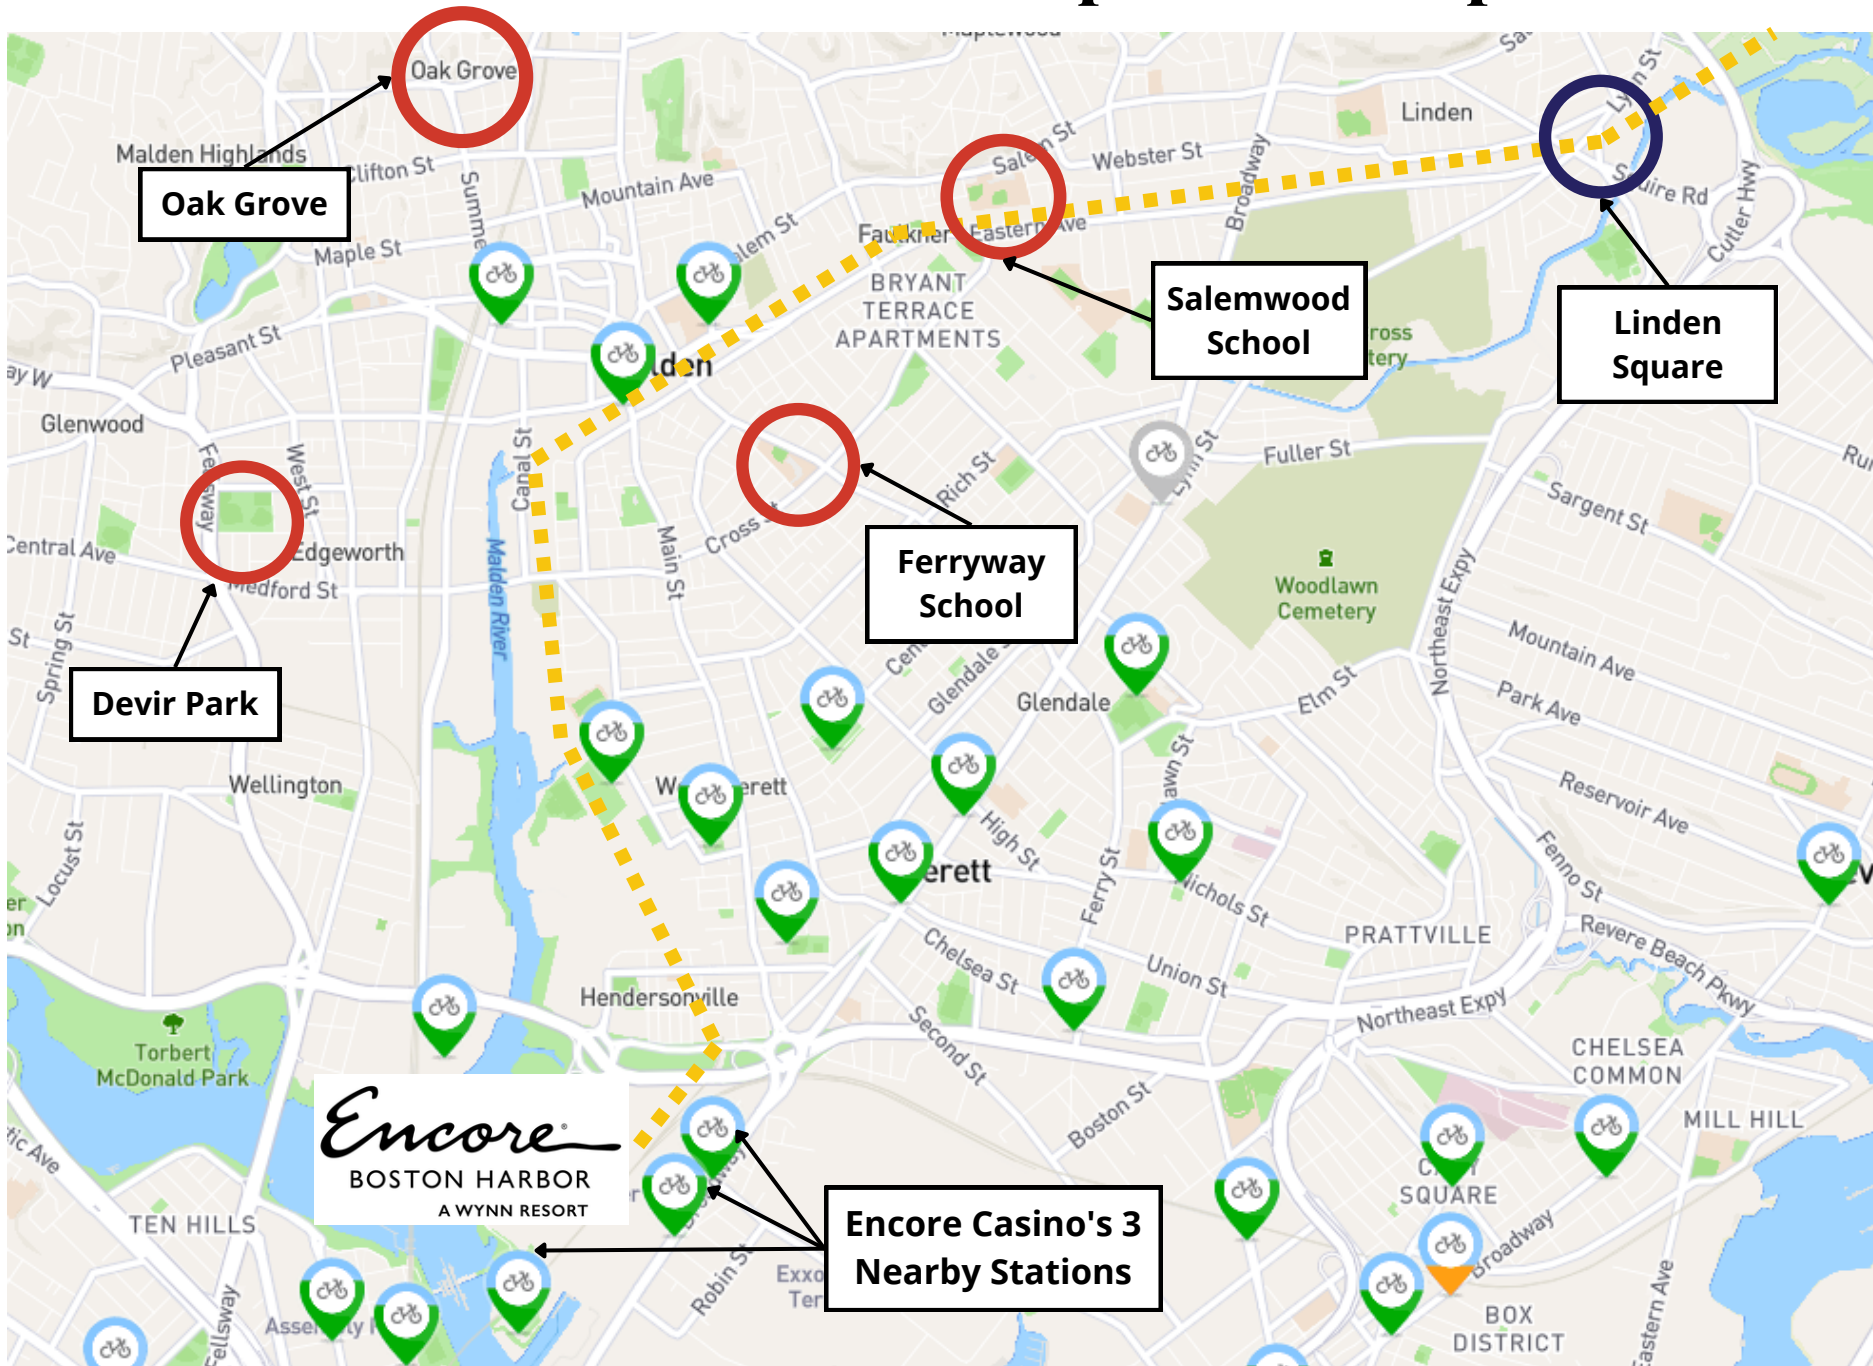 Oak Grove
Linden
Malden Highlands
Clifton St
Salem St
Webster St
Oak Grove
Mountain Ave
Broadway
Squire Rd
Cutler Hwy
Maple St
Faulkner
Eastern Ave
BRYANT
TERRACE
APARTMENTS
Salemwood
School
Linden
Square
Pleasant St
Glenwood
Fellsway
West St
Canal St
Rich St
Lynn St
Fuller St
Sargent St
Central Ave
Edgeworth
Medford St
Malden River
Main St
Cross St
Ferryway
School
Woodlawn
Cemetery
Northeast Expy
Spring St
Devir Park
Glendale
Elm St
Mountain Ave
Park Ave
Wellington
Locust St
High St
Ferry St
Nichols St
Reservoir Ave
Fenno St
PRATTVILLE
Revere Beach Pkwy
Chelsea St
Union St
Hendersonville
Second St
Northeast Expy
Torbert
McDonald Park
CHELSEA
COMMON
Boston St
MILL HILL
Encore
BOSTON HARBOR
A WYNN RESORT
TEN HILLS
SQUARE
Encore Casino's 3
Nearby Stations
Robin St
Broadway
BOX
DISTRICT
Fellsway
Eastern Ave